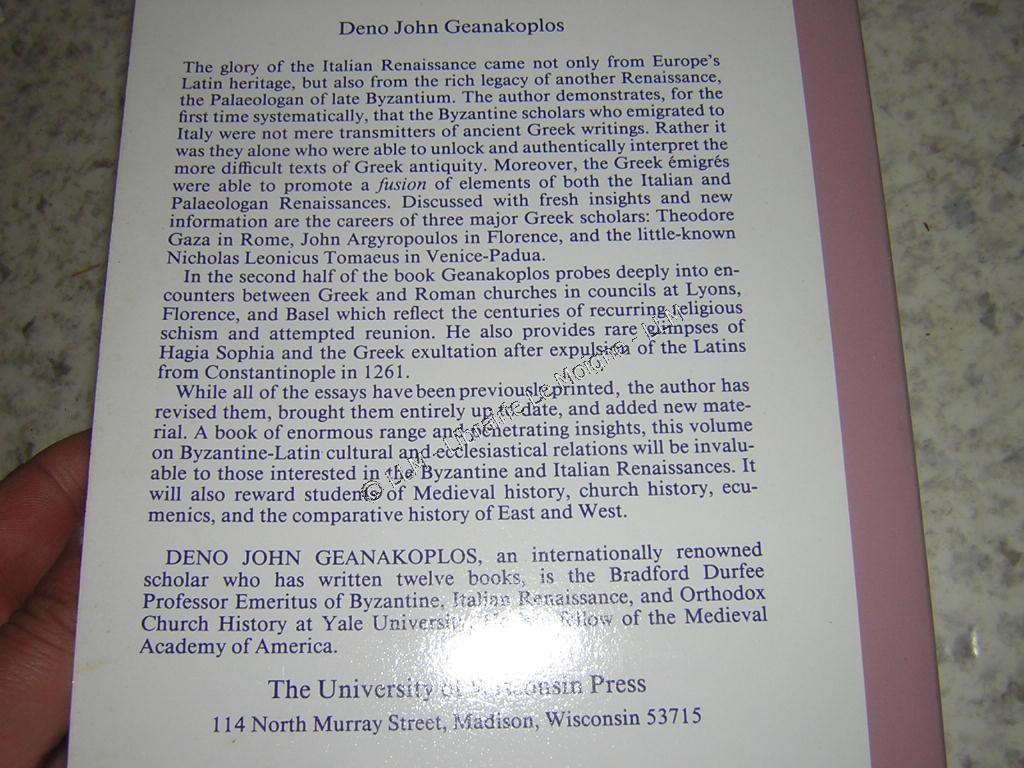 Deno John Geanakoplos
The glory of the Italian Renaissance came not only from Europe's
Latin heritage, but also from the rich legacy of another Renaissance,
the Palaeologan of late Byzantium. The author demonstrates, for the
first time systematically, that the Byzantine scholars who emigrated to
Italy were not mere transmitters of ancient Greek writings. Rather it
was they alone who were able to unlock and authentically interpret the
more difficult texts of Greek antiquity. Moreover, the Greek émigrés
were able to promote a fusion of elements of both the Italian and
Palaeologan Renaissances. Discussed with fresh insights and new
information are the careers of three major Greek scholars: Theodore
Gaza in Rome, John Argyropoulos in Florence, and the little-known
Nicholas Leonicus Tomaeus in Venice-Padua.
In the second half of the book Geanakoplos probes deeply into en-
counters between Greek and Roman churches in councils at Lyons,
Florence, and Basel which reflect the centuries of recurring religious
schism and attempted reunion. He also provides rare glimpses of
Hagia Sophia and the Greek exultation after expulsion of the Latins
from Constantinople in 1261.
While all of the essays have been previously printed, the author has
revised them, brought them entirely up to date, and added new mate-
rial. A book of enormous range and penetrating insights, this volume
on Byzantine-Latin cultural and ecclesiastical relations will be invalu-
able to those interested in the Byzantine and Italian Renaissances. It
will also reward students of Medieval history, church history, ecu-
menics, and the comparative history of East and West.
DENO JOHN GEANAKOPLOS, an internationally renowned
scholar who has written twelve books, is the Bradford Durfee
Professor Emeritus of Byzantine, Italian Renaissance, and Orthodox
Church History at Yale University. fellow of the Medieval
Academy of America.
The University of Wisconsin Press
114 North Murray Street, Madison, Wisconsin 53715
© LLM - Librairie Le Moigne - LLM